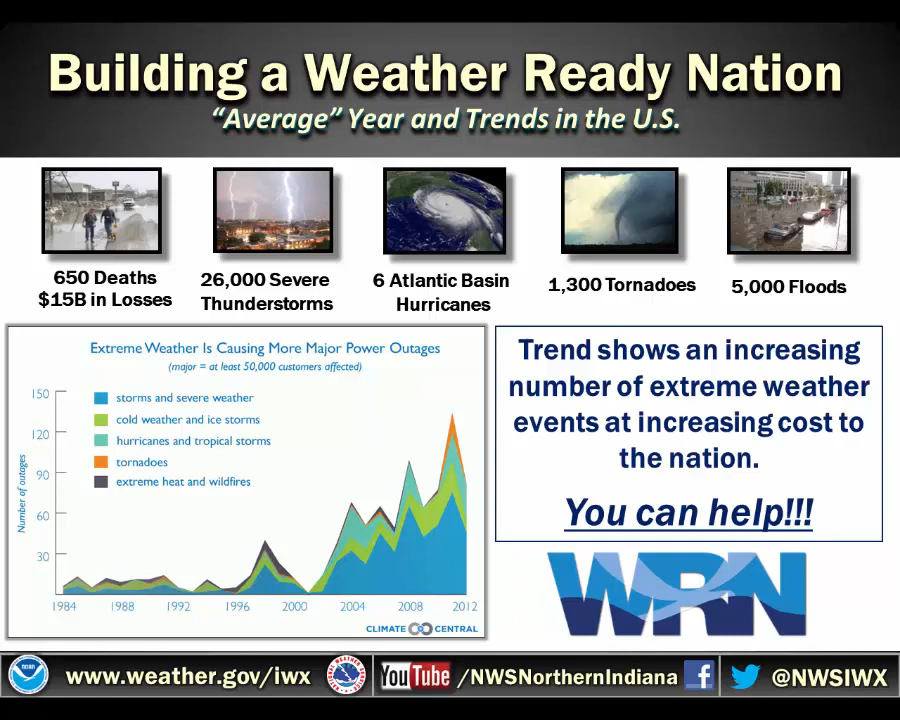 Building a Weather Ready Nation
“Average” Year and Trends in the U.S.
650 Deaths
$15B in Losses
26,000 Severe
Thunderstorms
6 Atlantic Basin
Hurricanes
1,300 Tornadoes
5,000 Floods
Extreme Weather Is Causing More Major Power Outages
(major = at least 50,000 customers affected)
Number of outages
150
120
90
60
30
storms and severe weather
cold weather and ice storms
hurricanes and tropical storms
tornadoes
extreme heat and wildfires
1984 1988 1992 1996 2000 2004 2008 2012
CLIMATE CENTRAL
Trend shows an increasing
number of extreme weather
events at increasing cost to
the nation.
You can help!!!
WRN
noaa
www.weather.gov/iwx
NATIONAL WEATHER SERVICE
YouTube
/NWSNorthernIndiana
f
@NWSIWX